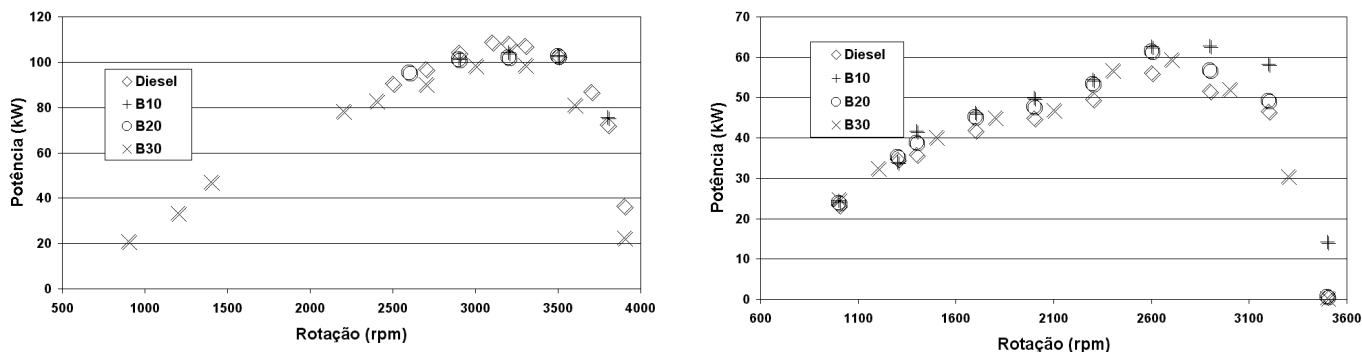 120
100
80
60
40
20
0
Potência (kW)
Diesel
B10
B20
B30
500 1000 1500 2000 2500 3000 3500 4000
Rotação (rpm)
70
60
50
40
30
20
10
0
Potência (kW)
Diesel
B10
B20
B30
600 1100 1600 2100 2600 3100 3600
Rotação (rpm)